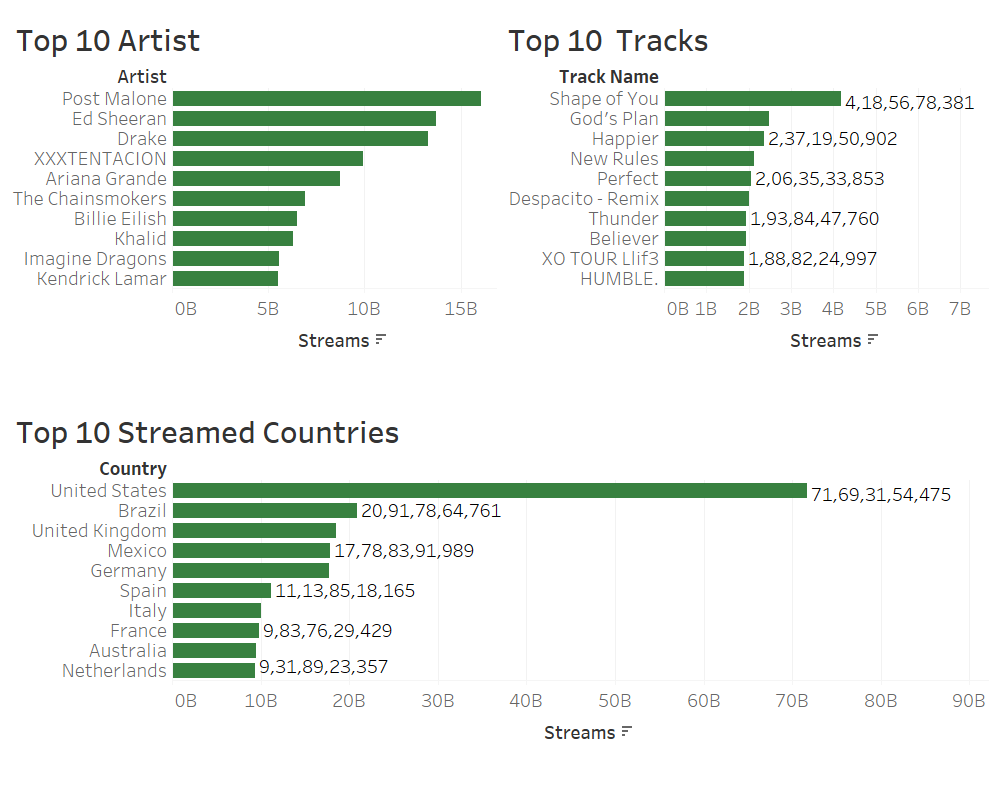 Top 10 Artist
Artist
Post Malone
Ed Sheeran
Drake
XXXTENTACION
Ariana Grande
The Chainsmokers
Billie Eilish
Khalid
Imagine Dragons
Kendrick Lamar
0B 5B 10B 15B
Streams
Top 10 Tracks
Track Name
Shape of You 4,18,56,78,381
God's Plan
Happier 2,37,19,50,902
New Rules
Perfect 2,06,35,33,853
Despacito - Remix
Thunder 1,93,84,47,760
Believer
XO TOUR Llif3 1,88,82,24,997
HUMBLE.
0B 1B 2B 3B 4B 5B 6B 7B
Streams
Top 10 Streamed Countries
Country
United States 71,69,31,54,475
Brazil 20,91,78,64,761
United Kingdom
Mexico 17,78,83,91,989
Germany
Spain 11,13,85,18,165
Italy
France 9,83,76,29,429
Australia
Netherlands 9,31,89,23,357
0B 10B 20B 30B 40B 50B 60B 70B 80B 90B
Streams